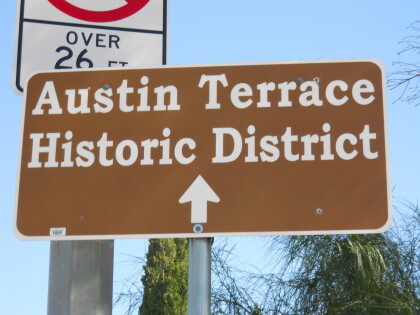 OVER
26 FT
Austin Terrace
Historic District